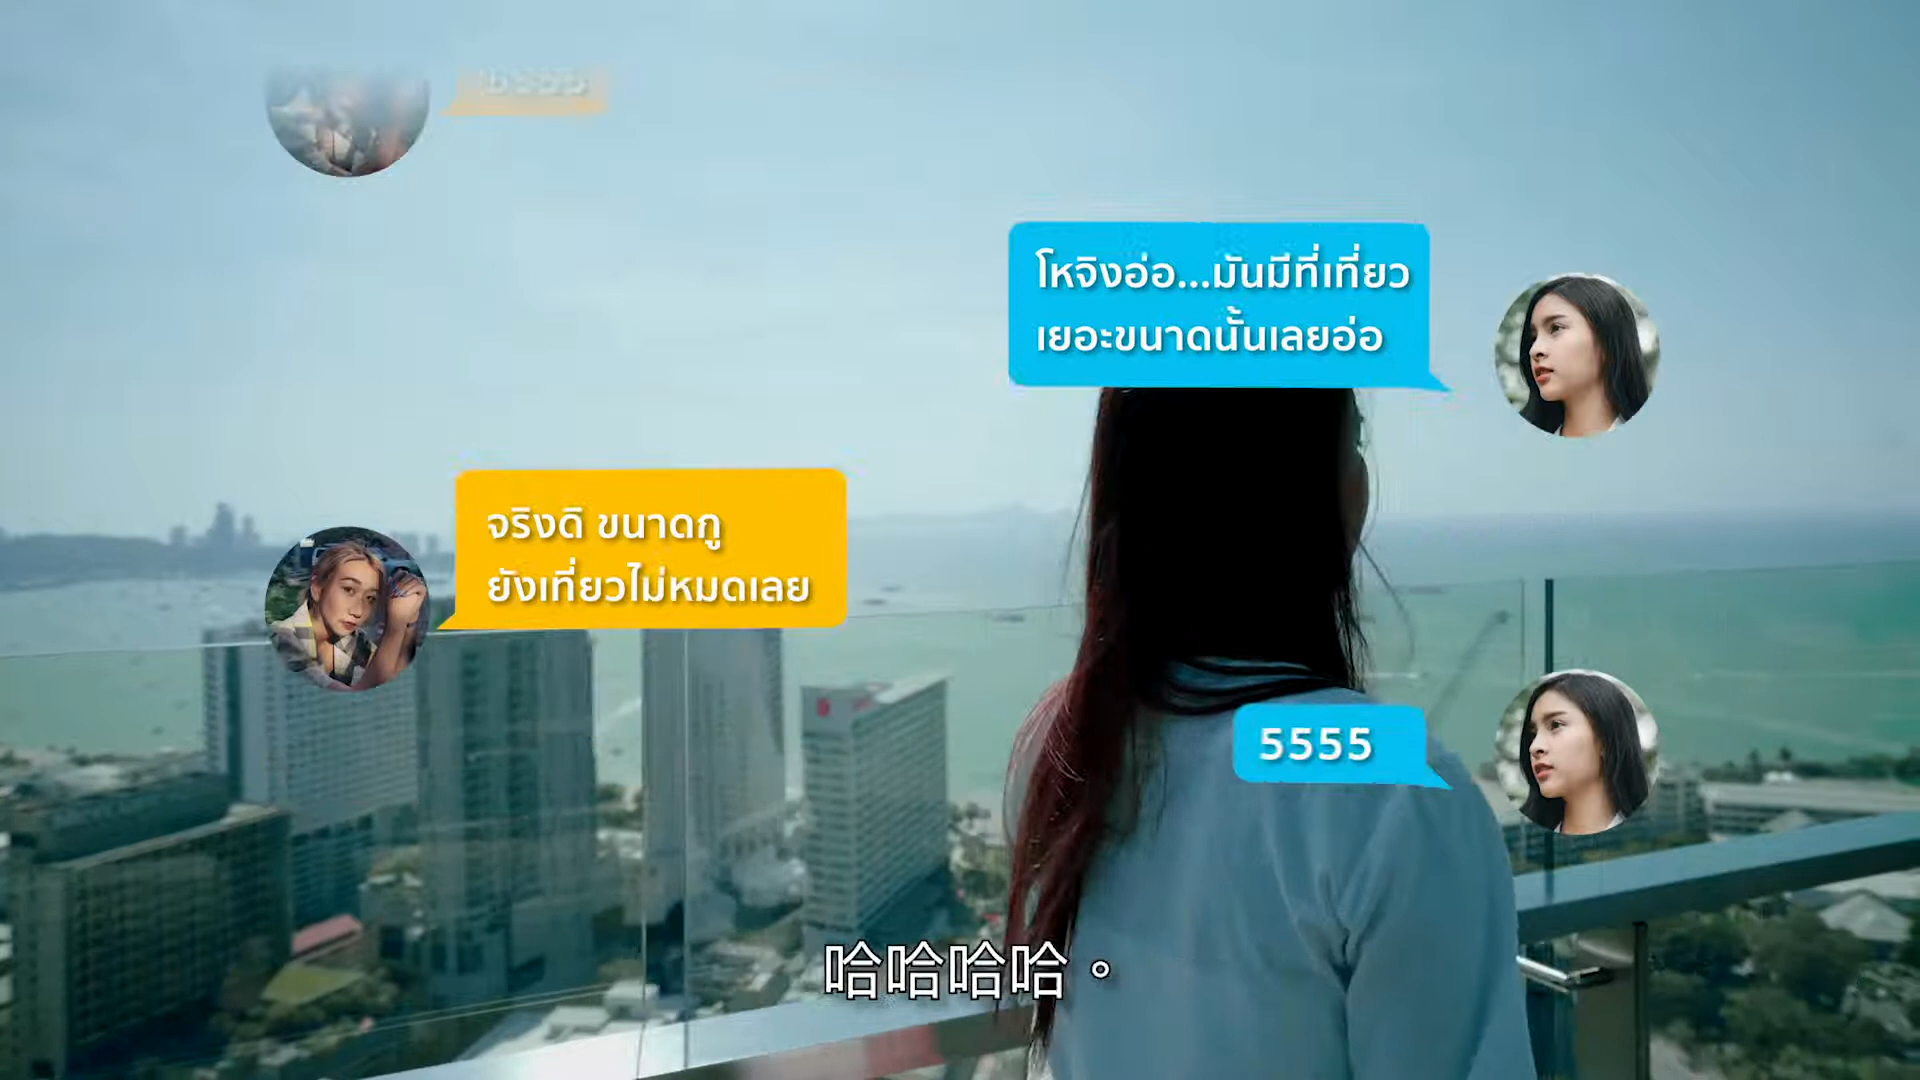 โหจิงอ่อ...มันมีที่เที่ยว
เยอะขนาดนั้นเลยอ่อ
จริงดิ ขนาดกู
ยังเที่ยวไม่หมดเลย
5555
哈哈哈哈。